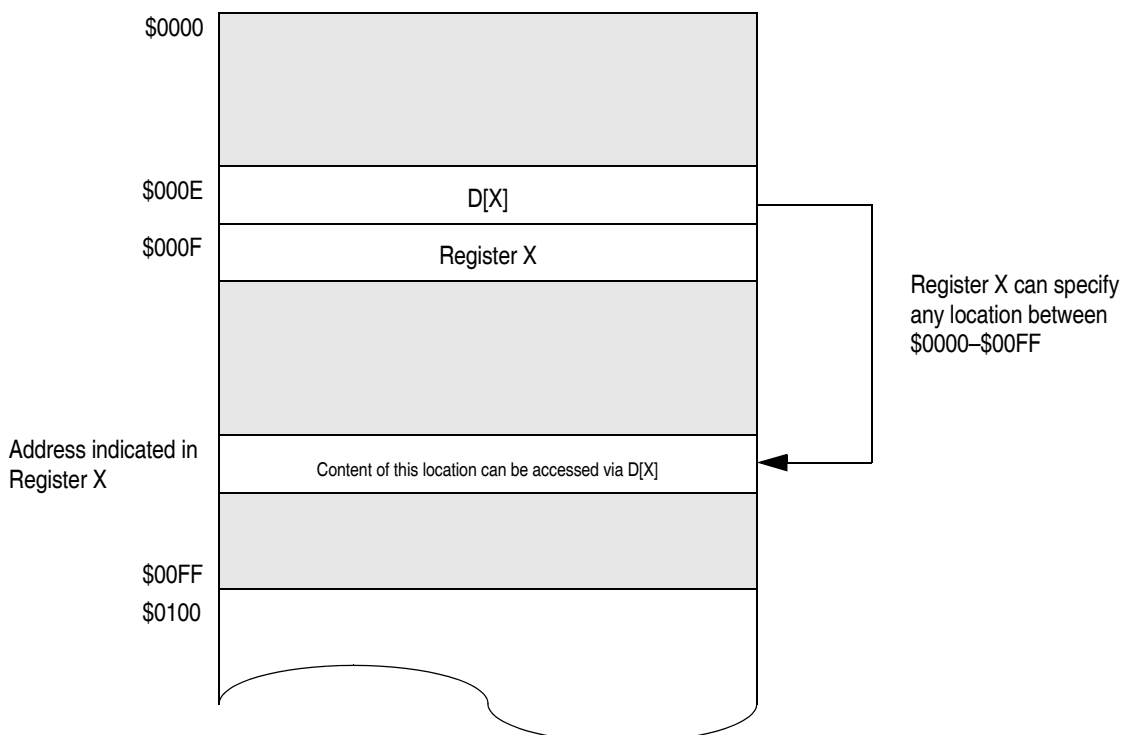 $0000
$000E
D[X]
$000F
Register X
Register X can specify
any location between
$0000–$00FF
Address indicated in
Register X
Content of this location can be accessed via D[X]
$00FF
$0100